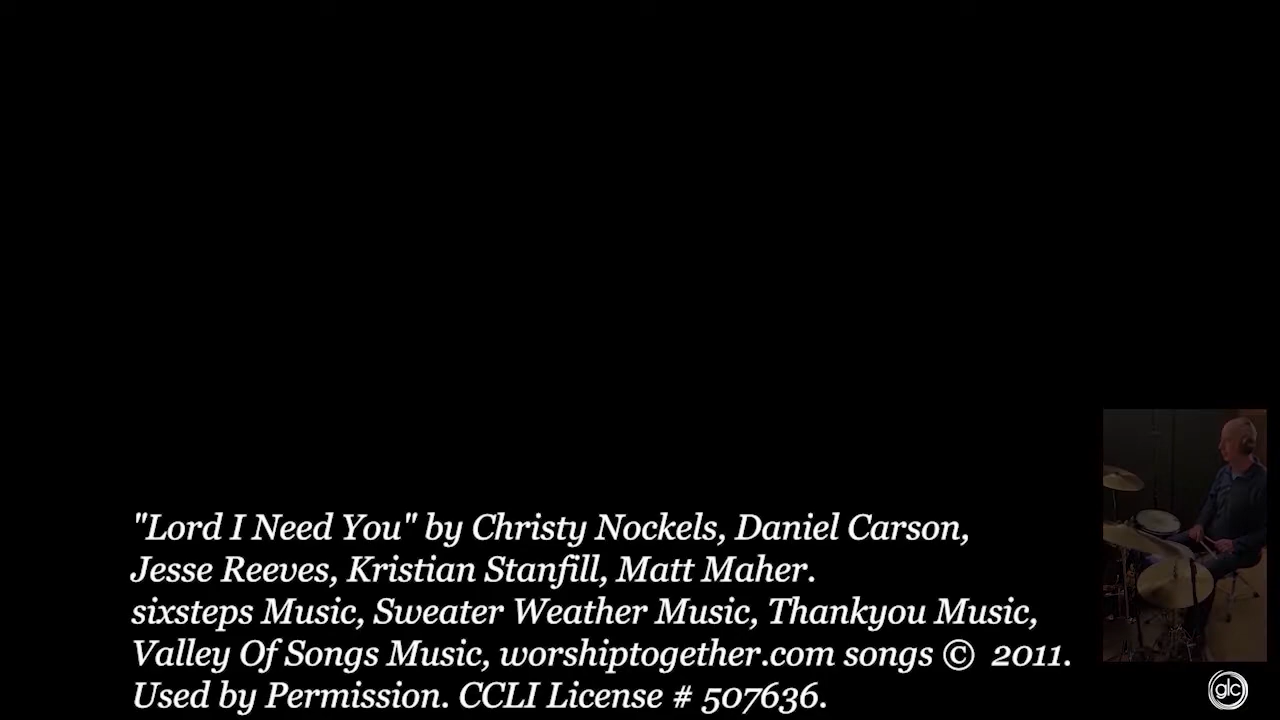 "Lord I Need You" by Christy Nockels, Daniel Carson,
Jesse Reeves, Kristian Stanfill, Matt Maher.
sixsteps Music, Sweater Weather Music, Thankyou Music,
Valley Of Songs Music, worshiptogether.com songs © 2011.
Used by Permission. CCLI License # 507636.
glc